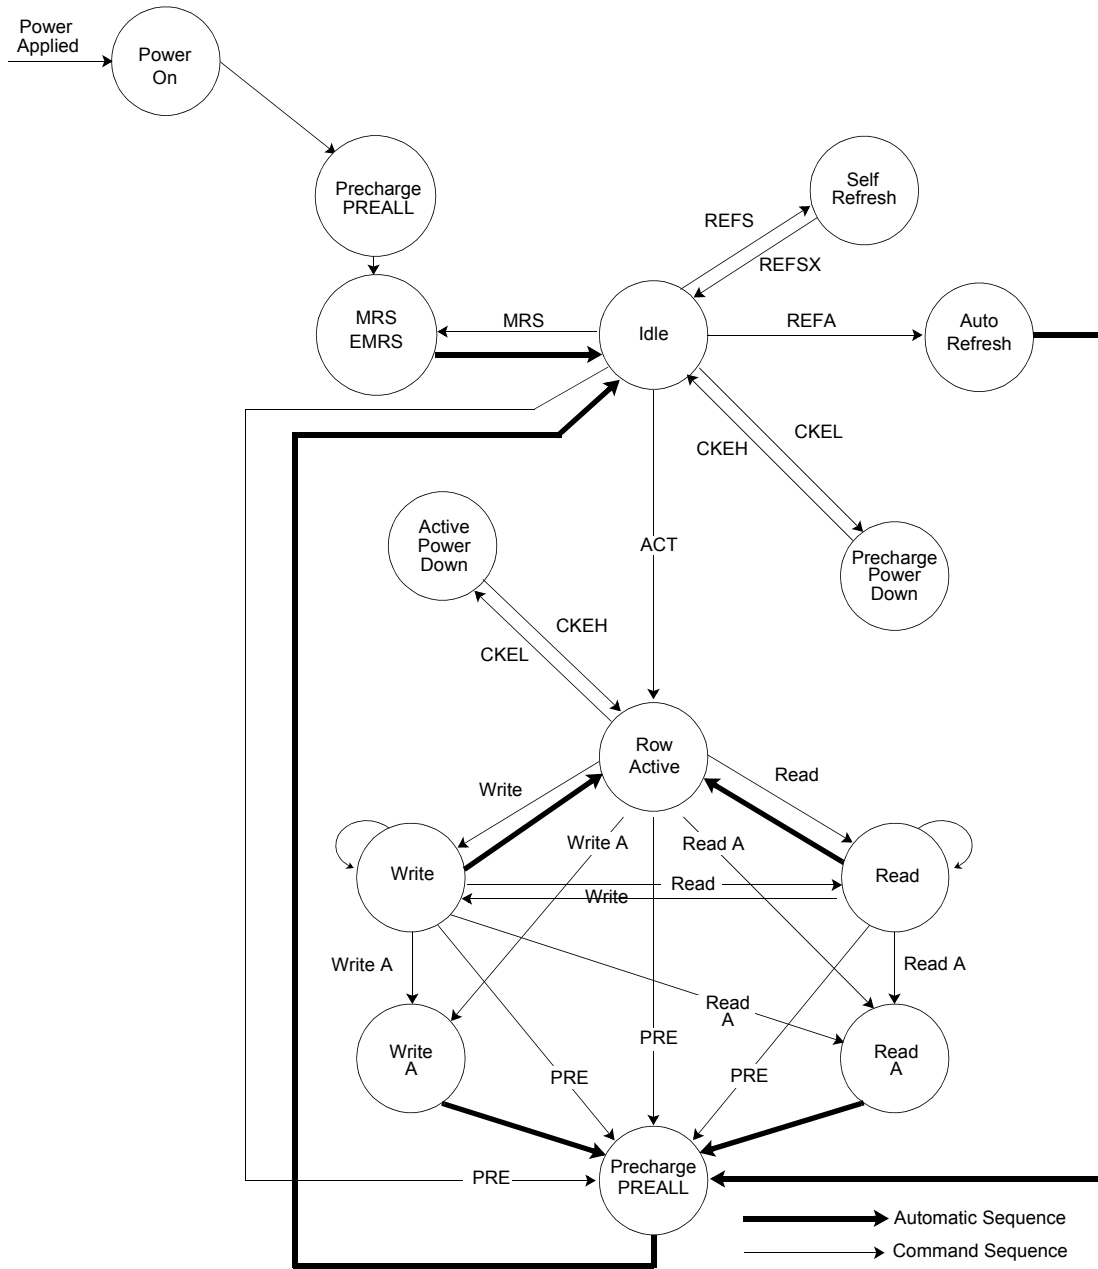 Power
Applied
Power
On
Precharge
PREALL
Self
Refresh
REFS
REFSX
MRS
EMRS
MRS
Idle
REFA
Auto
Refresh
CKEL
CKEH
Active
Power
Down
ACT
Precharge
Power
Down
CKEH
CKEL
Row
Active
Write
Read
Write A
Read A
Write
Read
Write
Read
Write A
Read A
Read
A
Write
A
PRE
Read
A
PRE
PRE
Precharge
PREALL
PRE
Automatic Sequence
Command Sequence